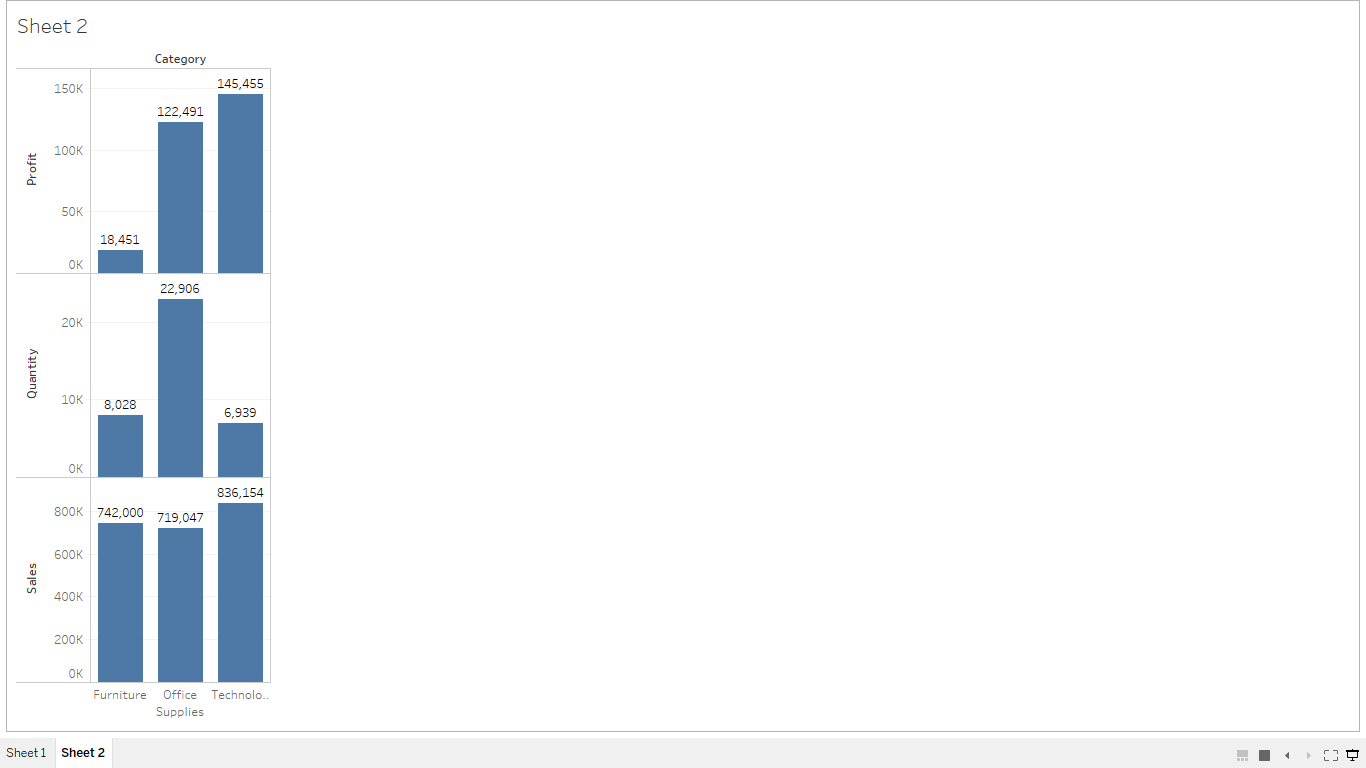 Sheet 2
Category
145,455
150K
122,491
100K
Profit
50K
18,451
0K
22,906
20K
Quantity
10K
8,028
6,939
0K
836,154
800K
742,000
719,047
600K
Sales
400K
200K
0K
Furniture
Office
Supplies
Technolo..
Sheet 1
Sheet 2